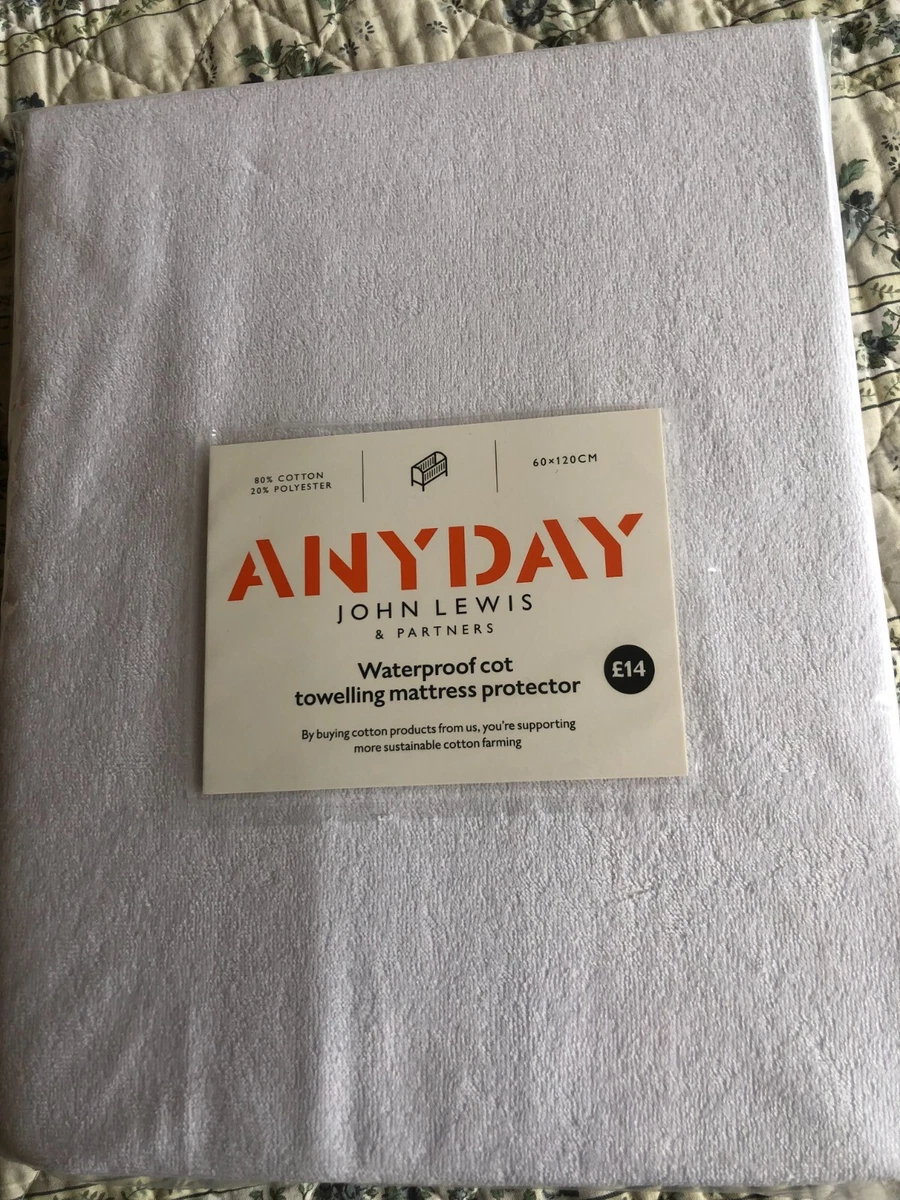 80% COTTON
20% POLYESTER
60×120CM
ANYDAY
JOHN LEWIS
& PARTNERS
Waterproof cot
towelling mattress protector
£14
By buying cotton products from us, you're supporting
more sustainable cotton farming